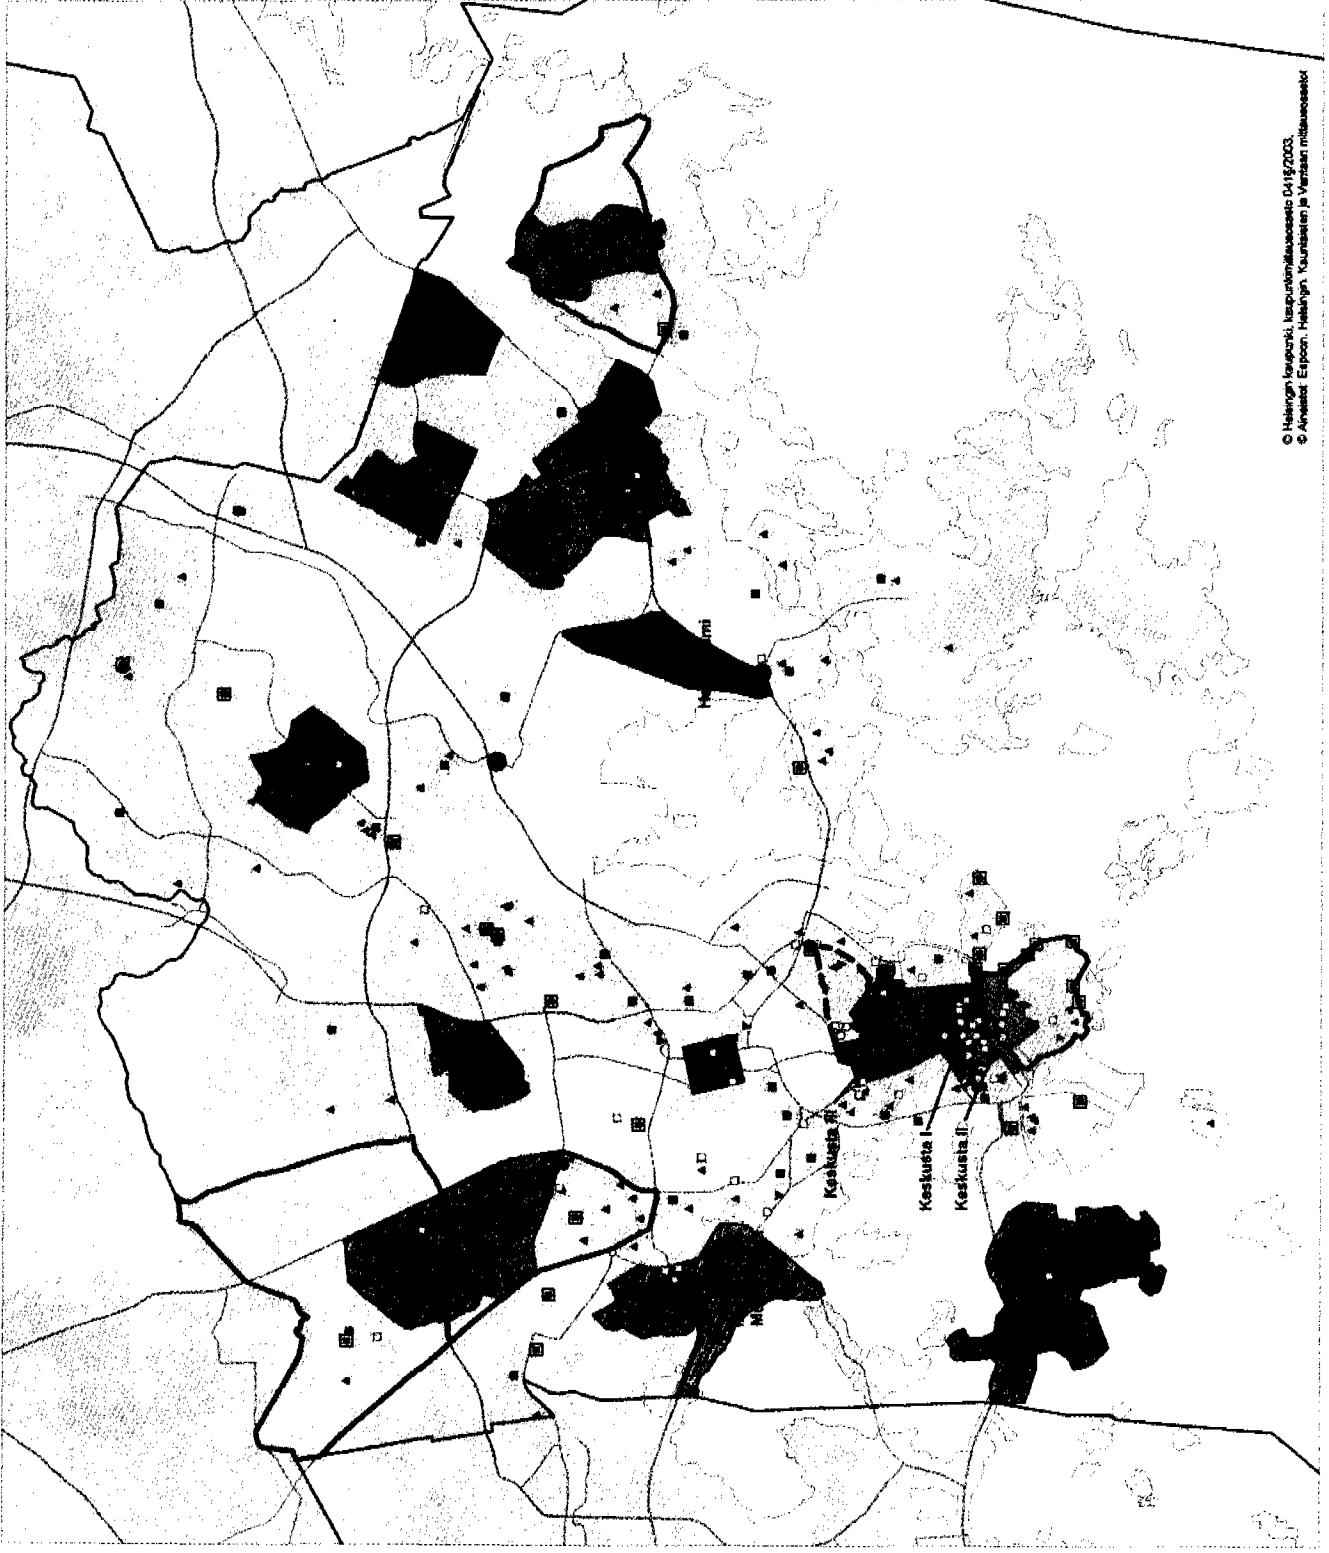 Keskusta III
Keskusta I
Keskusta II
© Helsingin kaupunki, kaupunkimittausosasto 041§/2003,
© Aineistot: Espoon, Helsingin, Kauniaisten ja Vantaan mittausosastot